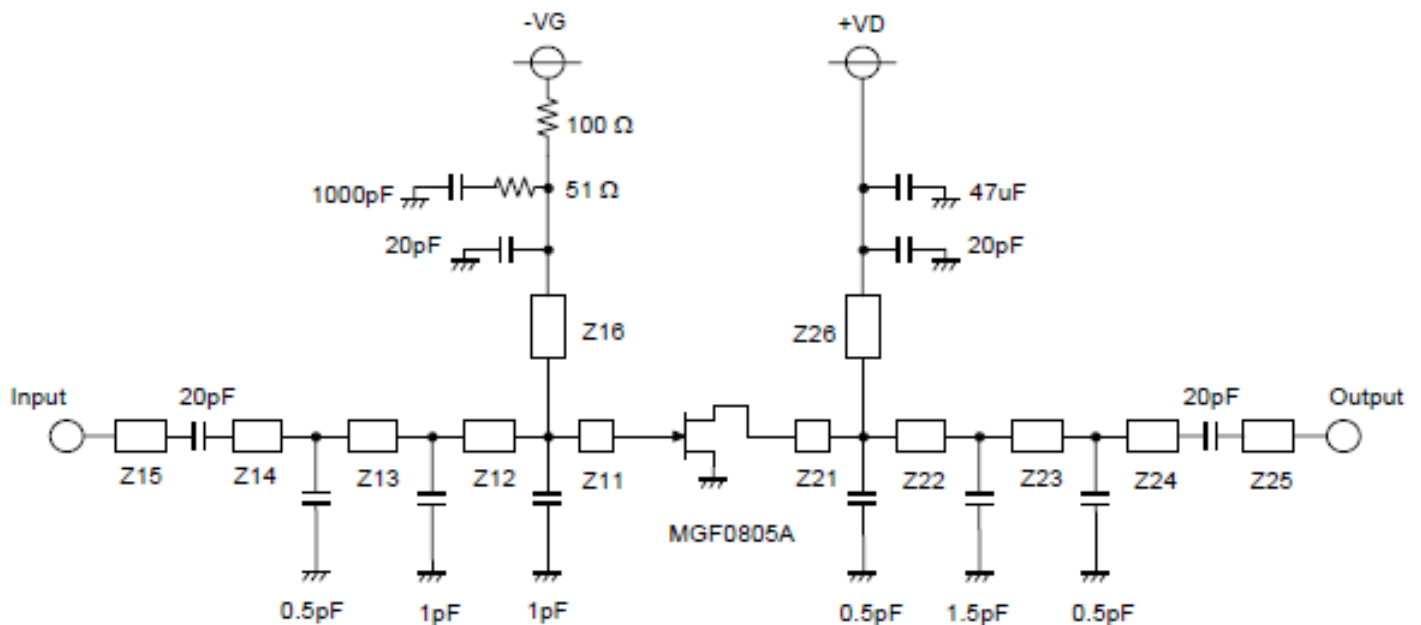 -VG
+VD
100 Ω
1000pF
51 Ω
47uF
20pF
20pF
Z16
Z26
Input
20pF
20pF
Output
Z15
Z14
Z13
Z12
Z11
Z21
Z22
Z23
Z24
Z25
MGF0805A
0.5pF
1pF
1pF
0.5pF
1.5pF
0.5pF